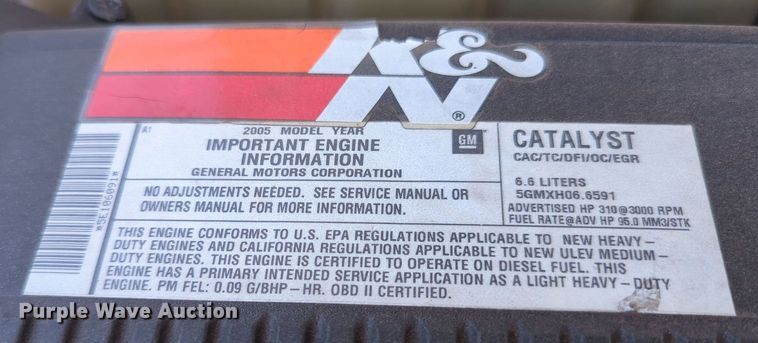 K&
N®
A1
2005 MODEL YEAR
IMPORTANT ENGINE
INFORMATION
GENERAL MOTORS CORPORATION
GM
CATALYST
CAC/TC/DFI/OC/EGR
6.6 LITERS
5GMXH06.6591
ADVERTISED HP 310@3000 RPM
FUEL RATE@ADV HP 95.0 MM3/STK
*5E106091*
NO ADJUSTMENTS NEEDED. SEE SERVICE MANUAL OR
OWNERS MANUAL FOR MORE INFORMATION.
THIS ENGINE CONFORMS TO U.S. EPA REGULATIONS APPLICABLE TO NEW HEAVY-
DUTY ENGINES AND CALIFORNIA REGULATIONS APPLICABLE TO NEW ULEV MEDIUM-
DUTY ENGINES. THIS ENGINE IS CERTIFIED TO OPERATE ON DIESEL FUEL. THIS
ENGINE HAS A PRIMARY INTENDED SERVICE APPLICATION AS A LIGHT HEAVY-DUTY
ENGINE. PM FEL: 0.09 G/BHP-HR. OBD II CERTIFIED.
Purple Wave Auction